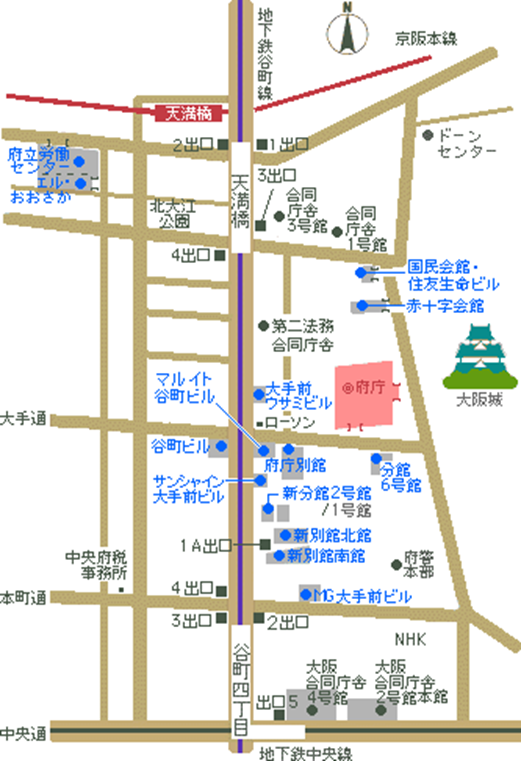 地下鉄谷町線
N
京阪本線
天満橋
2出口
1出口
ドーン
センター
府立労働
センター
エル・
おおさか
3出口
天満橋
合同
庁舎
3号館
北大江
公園
合同
庁舎
1号館
4出口
国民会館・
住友生命ビル
赤十字会館
第二法務
合同庁舎
大阪城
マルイト
谷町ビル
大手前
ウサミビル
府庁
大手通
ローソン
谷町ビル
府庁別館
分館
6号館
サンシャイン
大手前ビル
新分館2号館
/1号館
新別館北館
1A出口
新別館南館
中央府税
事務所
府警
本部
4出口
本町通
MG大手前ビル
3出口
2出口
谷町四丁目
NHK
大阪
合同庁舎
4号館
大阪
合同庁舎
2号館本館
出口5
中央通
地下鉄中央線